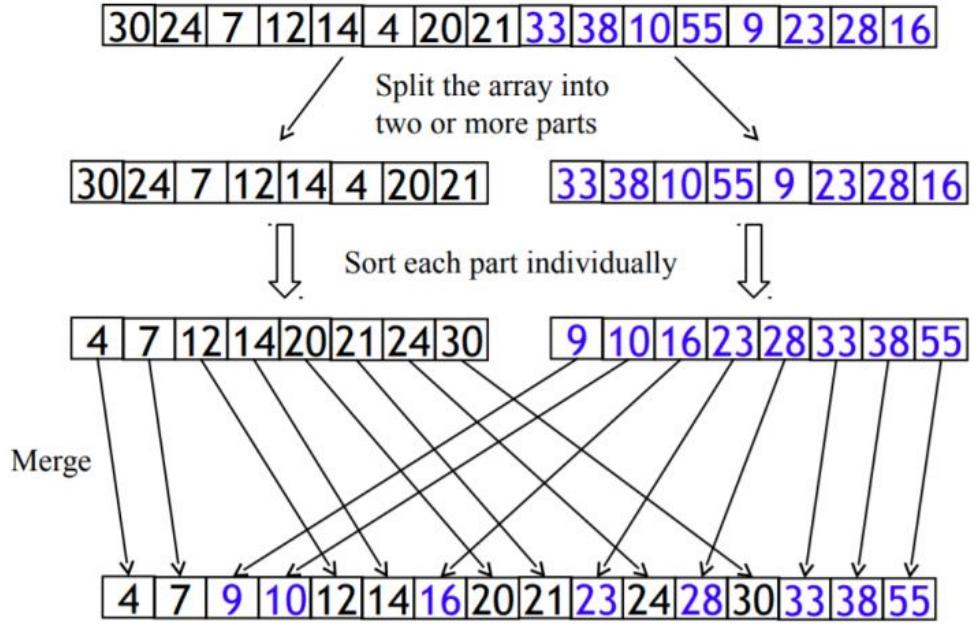 30 24 7 12 14 4 20 21 33 38 10 55 9 23 28 16
Split the array into
two or more parts
30 24 7 12 14 4 20 21
33 38 10 55 9 23 28 16
Sort each part individually
4 7 12 14 20 21 24 30
9 10 16 23 28 33 38 55
Merge
4 7 9 10 12 14 16 20 21 23 24 28 30 33 38 55